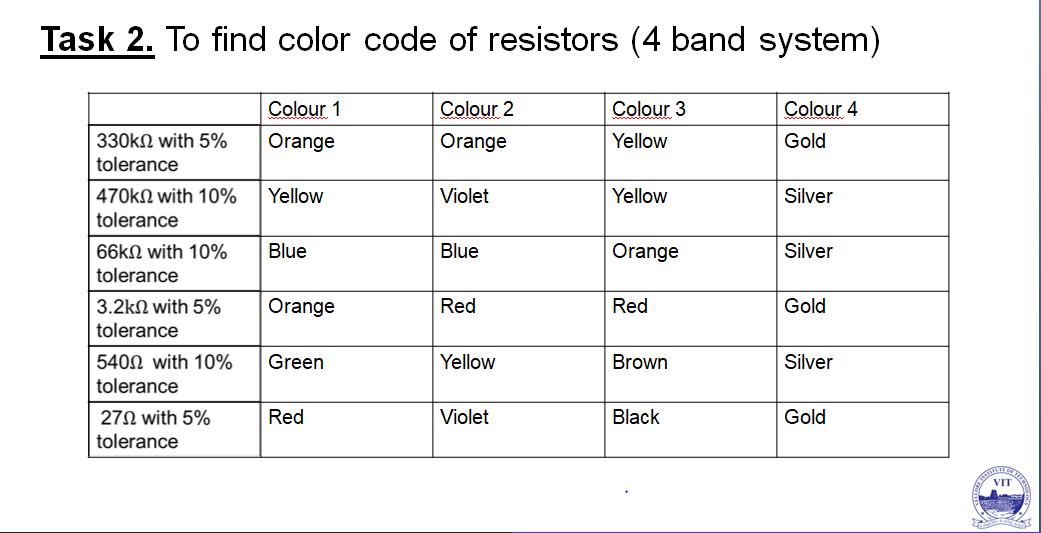 Task 2. To find color code of resistors (4 band system)
Colour 1 Colour 2 Colour 3 Colour 4
330kΩ with 5% Orange Orange Yellow Gold
tolerance
470kΩ with 10% Yellow Violet Yellow Silver
tolerance
66kΩ with 10% Blue Blue Orange Silver
tolerance
3.2kΩ with 5% Orange Red Red Gold
tolerance
540Ω with 10% Green Yellow Brown Silver
tolerance
27Ω with 5% Red Violet Black Gold
tolerance
VIT